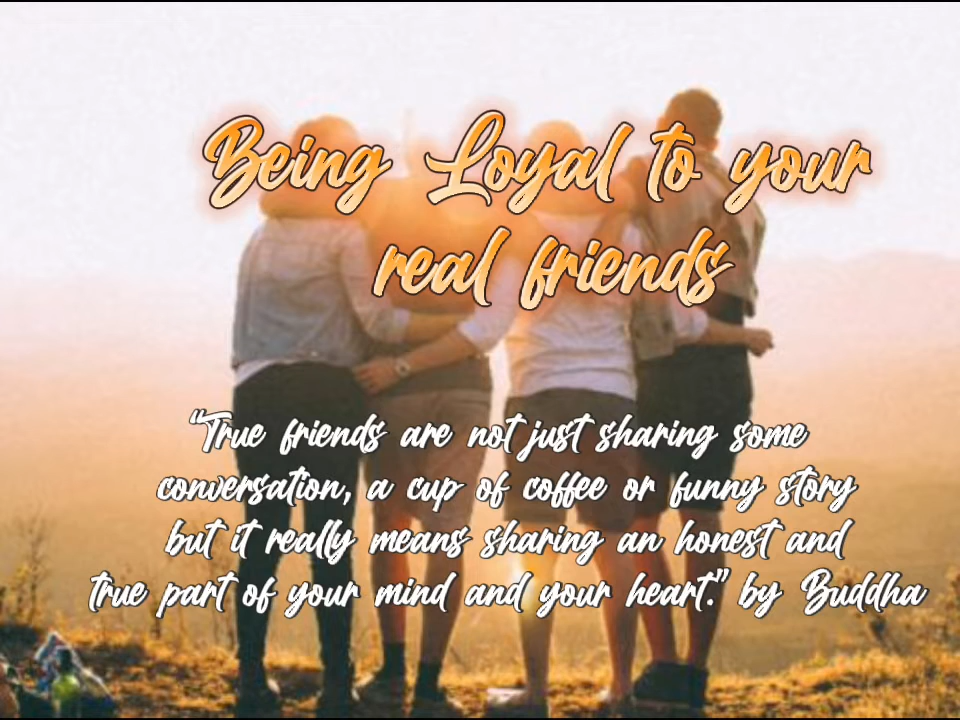 Being Loyal to your
real friends
“True friends are not just sharing some
conversation, a cup of coffee or funny story
but it really means sharing an honest and
true part of your mind and your heart.” by Buddha